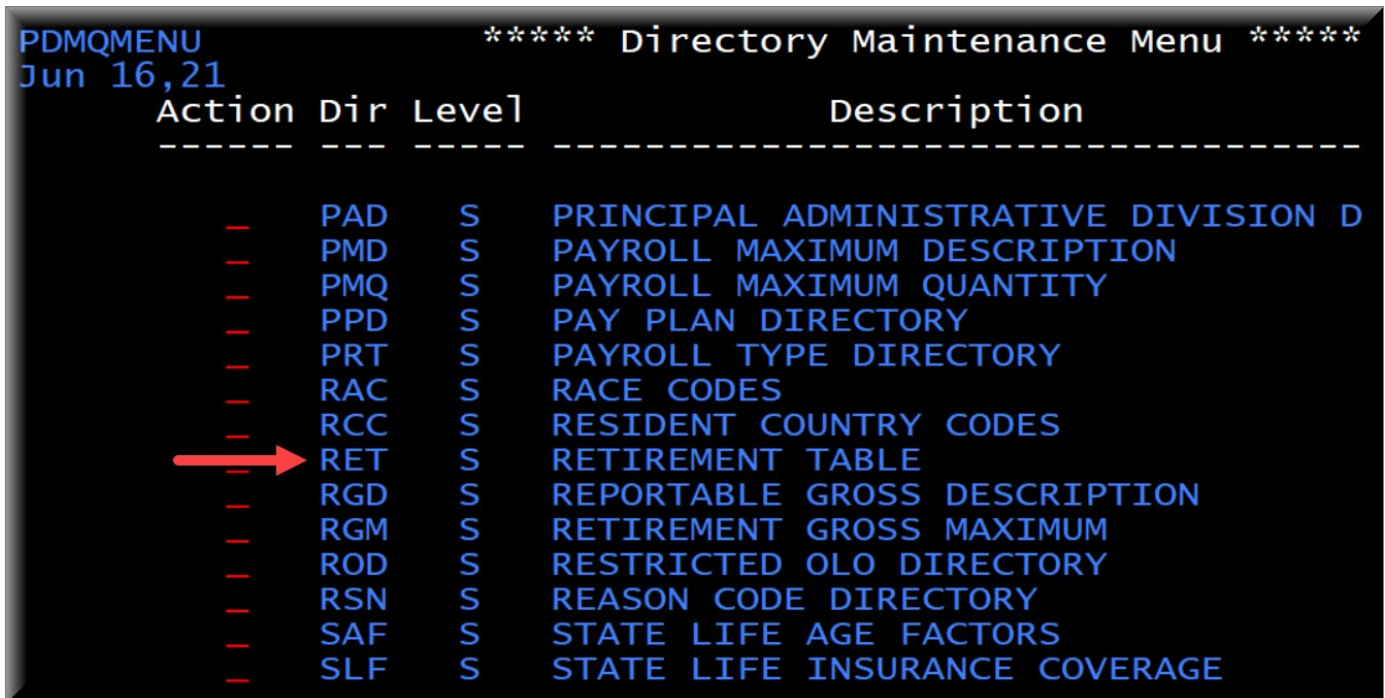 PDMQMENU ***** Directory Maintenance Menu *****
Jun 16,21
Action Dir Level Description
------ --- ----- -----------------------------------
_ PAD S PRINCIPAL ADMINISTRATIVE DIVISION D
_ PMD S PAYROLL MAXIMUM DESCRIPTION
_ PMQ S PAYROLL MAXIMUM QUANTITY
_ PPD S PAY PLAN DIRECTORY
_ PRT S PAYROLL TYPE DIRECTORY
_ RAC S RACE CODES
_ RCC S RESIDENT COUNTRY CODES
_ RET S RETIREMENT TABLE
_ RGD S REPORTABLE GROSS DESCRIPTION
_ RGM S RETIREMENT GROSS MAXIMUM
_ ROD S RESTRICTED OLO DIRECTORY
_ RSN S REASON CODE DIRECTORY
_ SAF S STATE LIFE AGE FACTORS
_ SLF S STATE LIFE INSURANCE COVERAGE